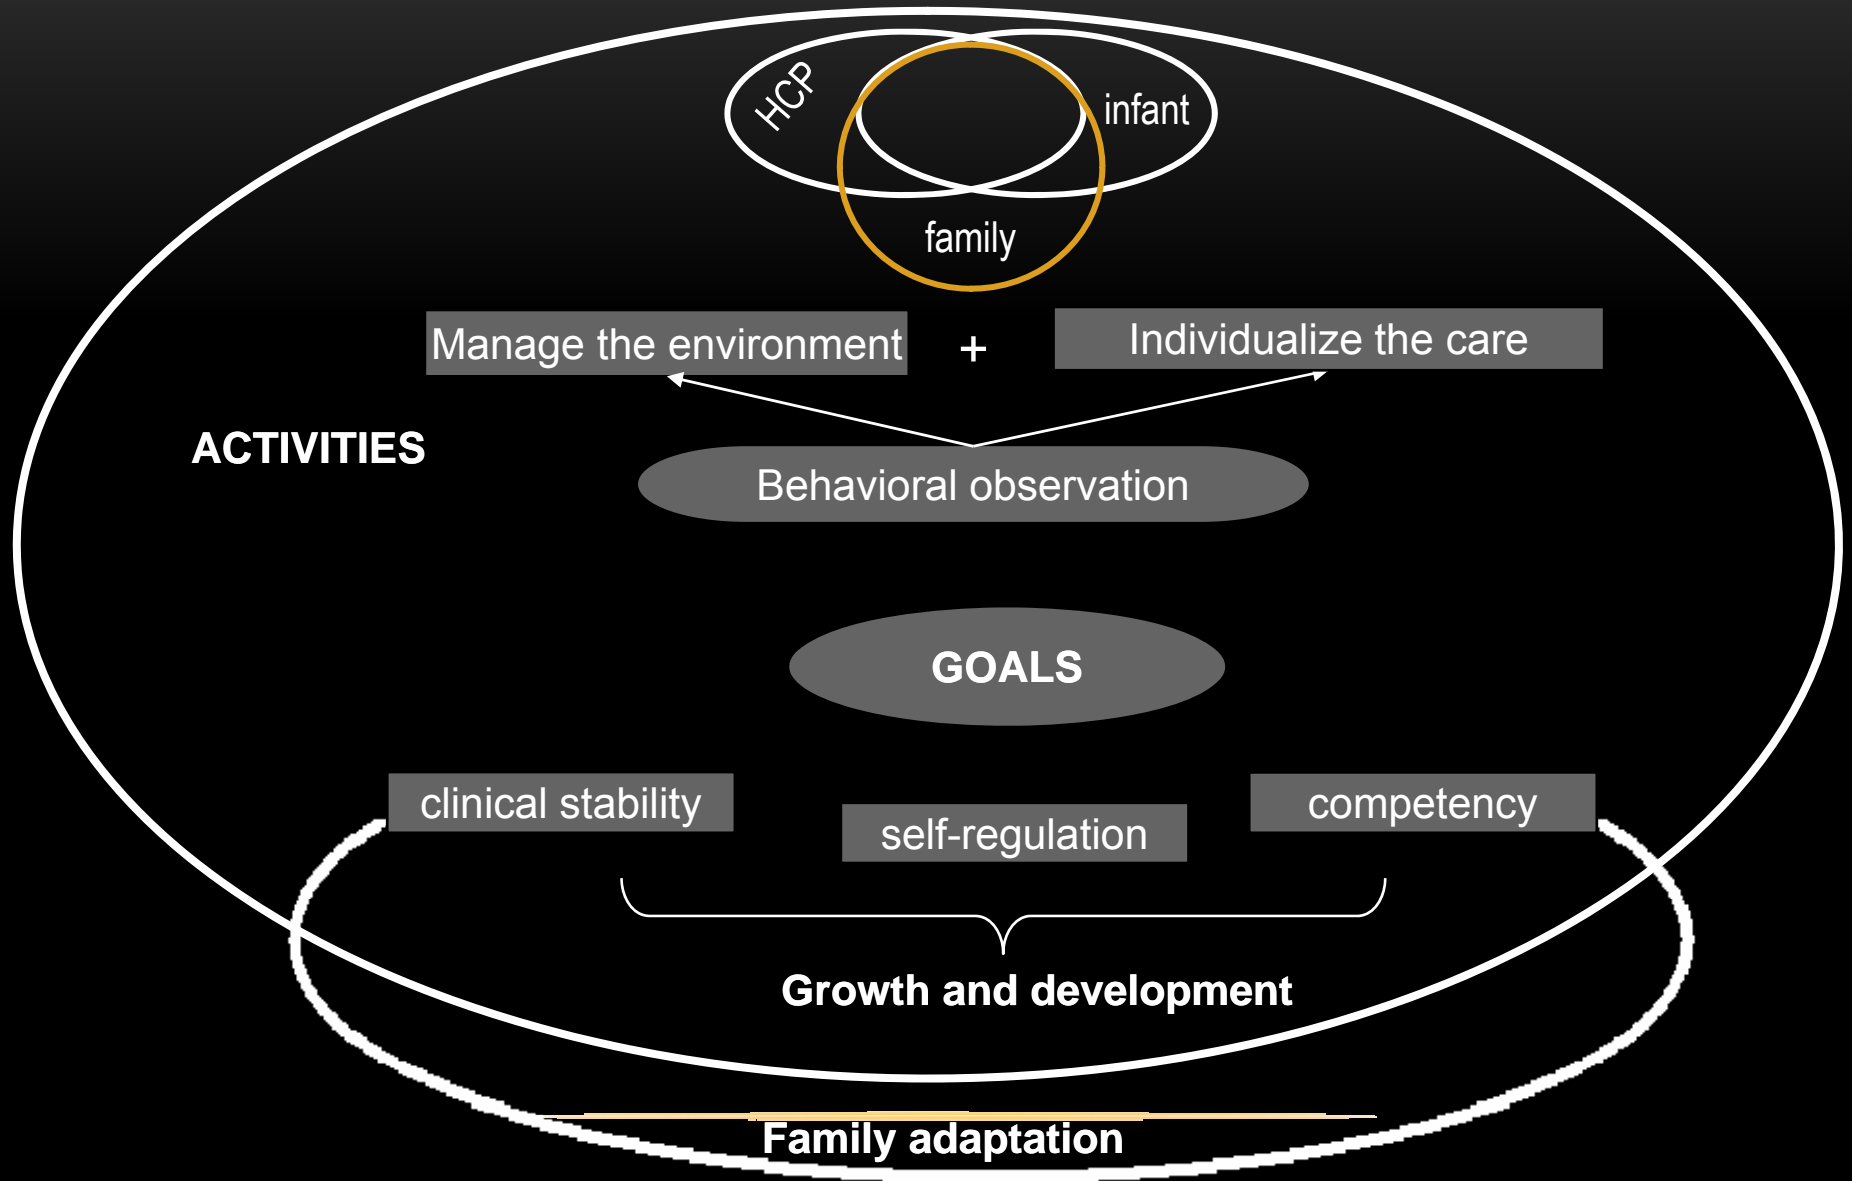 HCP
infant
family
Manage the environment
+
Individualize the care
ACTIVITIES
Behavioral observation
GOALS
clinical stability
self-regulation
competency
Growth and development
Family adaptation